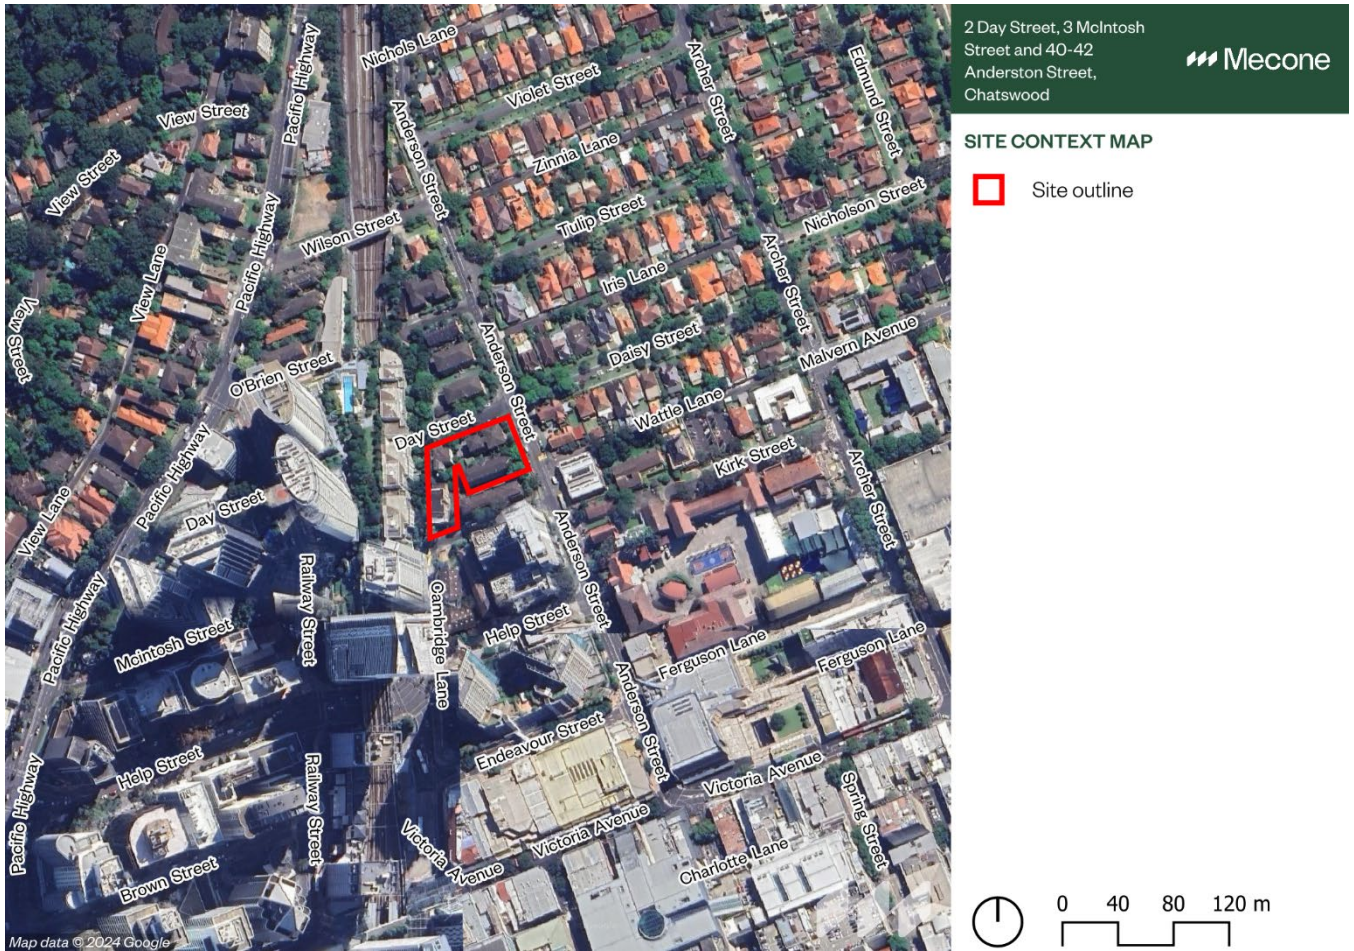 2 Day Street, 3 McIntosh
Street and 40-42
Anderston Street,
Chatswood
Mecone
SITE CONTEXT MAP
Site outline
Nichols Lane
Pacific Highway
Violet Street
Archer Street
Edmund Street
View Street
Anderson Street
Zinnia Lane
View Street
Nicholson Street
Tulip Street
Wilson Street
Pacific Highway
View Lane
Iris Lane
Archer Street
View Street
Daisy Street
Malvern Avenue
Anderson Street
O'Brien Street
Wattle Lane
Day Street
Kirk Street
Pacific Highway
Archer Street
View Lane
Day Street
Anderson Street
Railway Street
Cambridge Lane
Pacific Highway
McIntosh Street
Help Street
Ferguson Lane
Ferguson Lane
Anderson Street
Endeavour Street
Help Street
Victoria Avenue
Railway Street
Pacific Highway
Spring Street
Victoria Avenue
Victoria Avenue
Charlotte Lane
Brown Street
Map data © 2024 Google
0 40 80 120 m